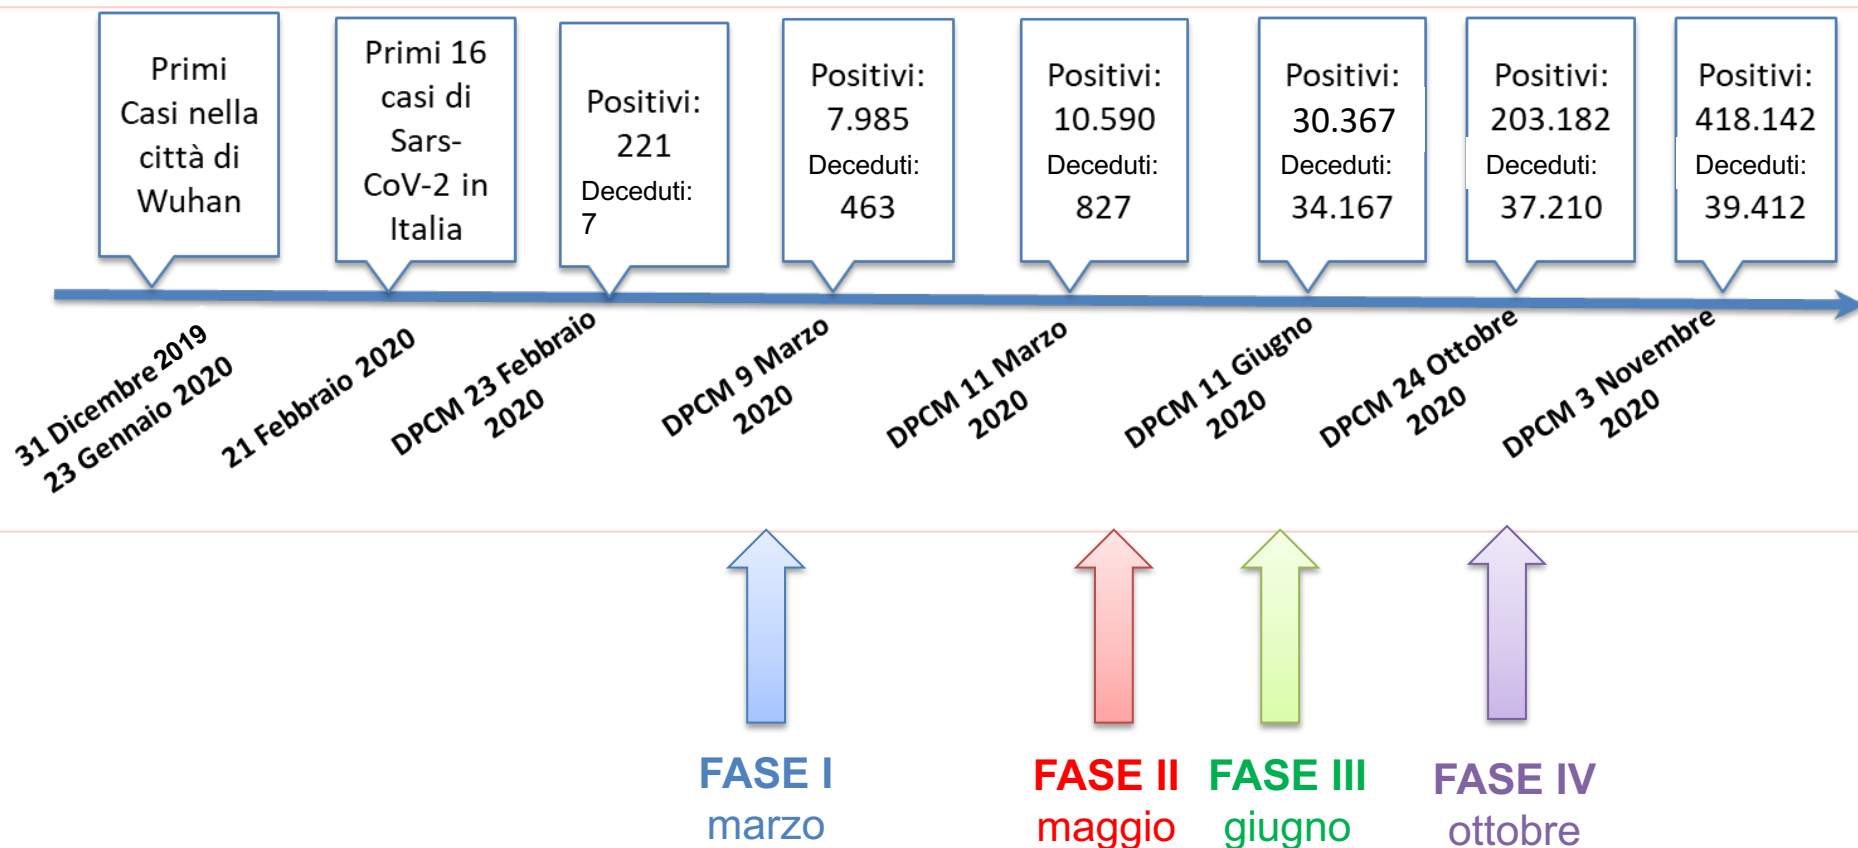 Primi
Casi nella
città di
Wuhan
Primi 16
casi di
Sars-
CoV-2 in
Italia
Positivi:
221
Deceduti:
7
Positivi:
7.985
Deceduti:
463
Positivi:
10.590
Deceduti:
827
Positivi:
30.367
Deceduti:
34.167
Positivi:
203.182
Deceduti:
37.210
Positivi:
418.142
Deceduti:
39.412
31 Dicembre 2019
23 Gennaio 2020
21 Febbraio 2020
DPCM 23 Febbraio
2020
DPCM 9 Marzo
2020
DPCM 11 Marzo
2020
DPCM 11 Giugno
2020
DPCM 24 Ottobre
2020
DPCM 3 Novembre
2020
FASE I
marzo
FASE II
maggio
FASE III
giugno
FASE IV
ottobre